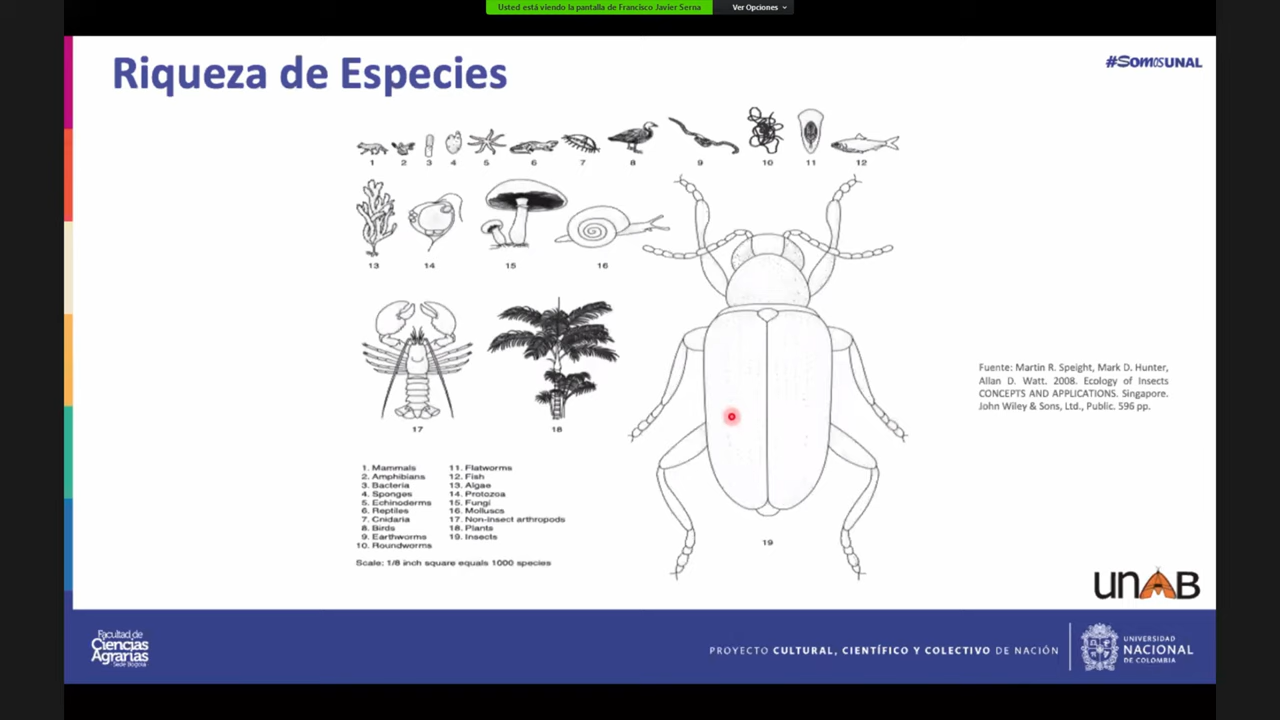 Usted está viendo la pantalla de Francisco Javier Serna
Ver Opciones
Riqueza de Especies
#SomosUNAL
1 2 3 4 5 6 7 8 9 10 11 12
13 14 15 16
17 18
19
Fuente: Martin R. Speight, Mark D. Hunter,
Allan D. Watt. 2008. Ecology of Insects
CONCEPTS AND APPLICATIONS. Singapore.
John Wiley & Sons, Ltd., Public. 596 pp.
1. Mammals
2. Amphibians
3. Bacteria
4. Sponges
5. Echinoderms
6. Reptiles
7. Cnidaria
8. Birds
9. Earthworms
10. Roundworms
11. Flatworms
12. Fish
13. Algae
14. Protozoa
15. Fungi
16. Molluscs
17. Non-insect arthropods
18. Plants
19. Insects
Scale: 1/8 inch square equals 1000 species
UNAB
Facultad de
Ciencias
Agrarias
Sede Bogotá
PROYECTO CULTURAL, CIENTÍFICO Y COLECTIVO DE NACIÓN
UNIVERSIDAD
NACIONAL
DE COLOMBIA